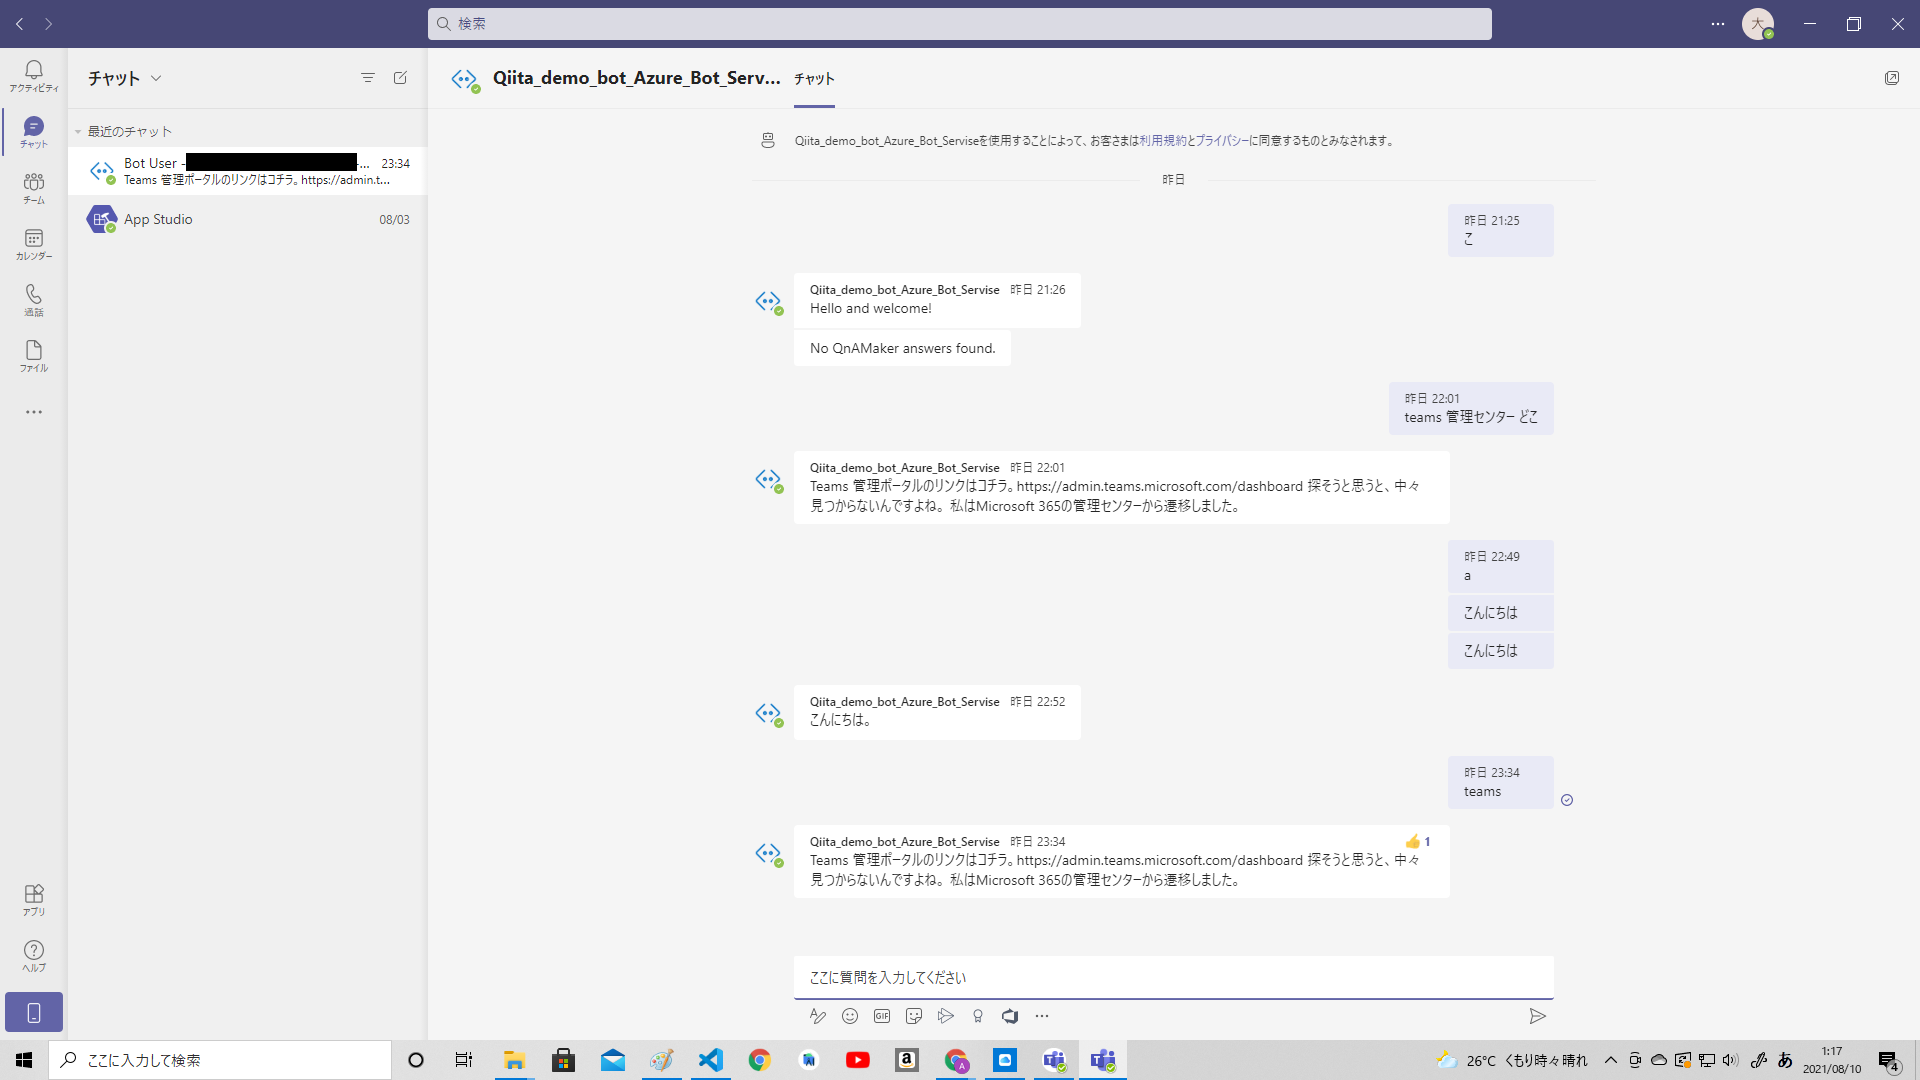 検索
大
アクティビティ
チャット
チーム
カレンダー
通話
ファイル
アプリ
ヘルプ
チャット
最近のチャット
Bot User - ... 23:34
Teams 管理ポータルのリンクはコチラ。https://admin.t...
App Studio 08/03
Qiita_demo_bot_Azure_Bot_Serv... チャット
Qiita_demo_bot_Azure_Bot_Serviseを使用することによって、お客さまは利用規約とプライバシーに同意するものとみなされます。
昨日
昨日 21:25
こ
Qiita_demo_bot_Azure_Bot_Servise 昨日 21:26
Hello and welcome!
No QnAMaker answers found.
昨日 22:01
teams 管理センター どこ
Qiita_demo_bot_Azure_Bot_Servise 昨日 22:01
Teams 管理ポータルのリンクはコチラ。https://admin.teams.microsoft.com/dashboard 探そうと思うと、中々
見つからないんですよね。 私はMicrosoft 365の管理センターから遷移しました。
昨日 22:49
a
こんにちは
こんにちは
Qiita_demo_bot_Azure_Bot_Servise 昨日 22:52
こんにちは。
昨日 23:34
teams
Qiita_demo_bot_Azure_Bot_Servise 昨日 23:34 👍 1
Teams 管理ポータルのリンクはコチラ。https://admin.teams.microsoft.com/dashboard 探そうと思うと、中々
見つからないんですよね。 私はMicrosoft 365の管理センターから遷移しました。
ここに質問を入力してください
GIF
ここに入力して検索
26°C くもり時々晴れ
あ
1:17
2021/08/10
4